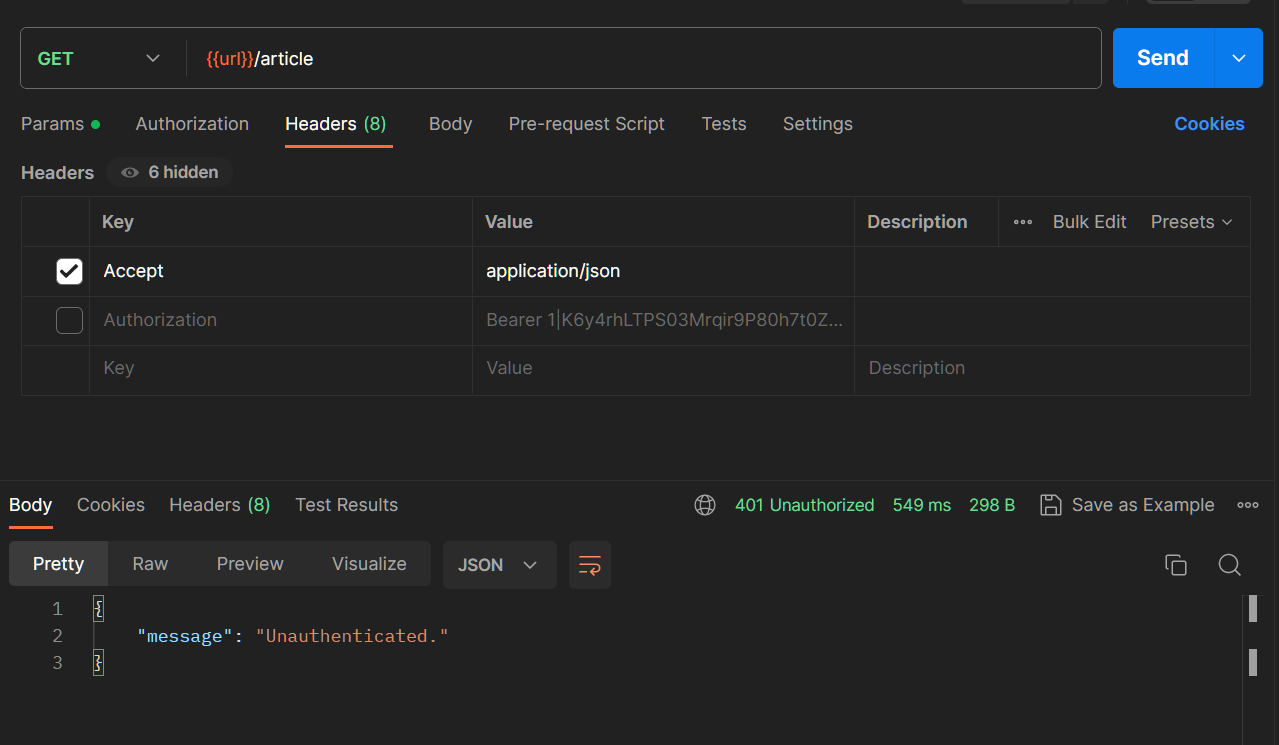 GET {{url}}/article Send
Params Authorization Headers (8) Body Pre-request Script Tests Settings Cookies
Headers 6 hidden
Key Value Description Bulk Edit Presets
Accept application/json
Authorization Bearer 1|K6y4rhLTPS03Mrqir9P80h7t0Z...
Key Value Description
Body Cookies Headers (8) Test Results 401 Unauthorized 549 ms 298 B Save as Example
Pretty Raw Preview Visualize JSON
1 {
2 "message": "Unauthenticated."
3 }